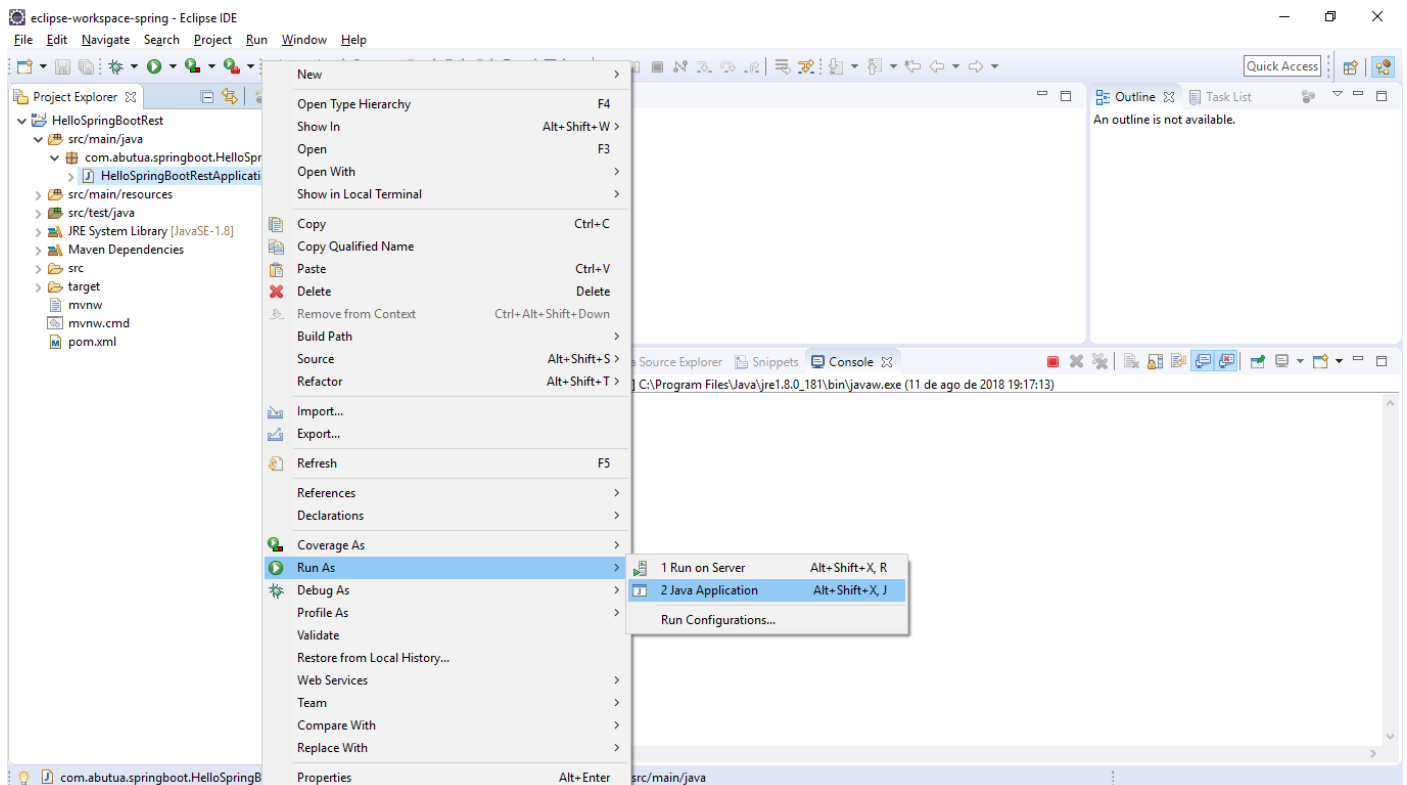 eclipse-workspace-spring - Eclipse IDE
File Edit Navigate Search Project Run Window Help
Quick Access
Project Explorer
HelloSpringBootRest
src/main/java
com.abutua.springboot.HelloSpr
HelloSpringBootRestApplicati
src/main/resources
src/test/java
JRE System Library [JavaSE-1.8]
Maven Dependencies
src
target
mvnw
mvnw.cmd
pom.xml
New
Open Type Hierarchy F4
Show In Alt+Shift+W
Open F3
Open With
Show in Local Terminal
Copy Ctrl+C
Copy Qualified Name
Paste Ctrl+V
Delete Delete
Remove from Context Ctrl+Alt+Shift+Down
Build Path
Source Alt+Shift+S
Refactor Alt+Shift+T
Import...
Export...
Refresh F5
References
Declarations
Coverage As
Run As
Debug As
Profile As
Validate
Restore from Local History...
Web Services
Team
Compare With
Replace With
Properties Alt+Enter
1 Run on Server Alt+Shift+X, R
2 Java Application Alt+Shift+X, J
Run Configurations...
Outline Task List
An outline is not available.
a Source Explorer Snippets Console
] C:\Program Files\Java\jre1.8.0_181\bin\javaw.exe (11 de ago de 2018 19:17:13)
com.abutua.springboot.HelloSpringB
src/main/java